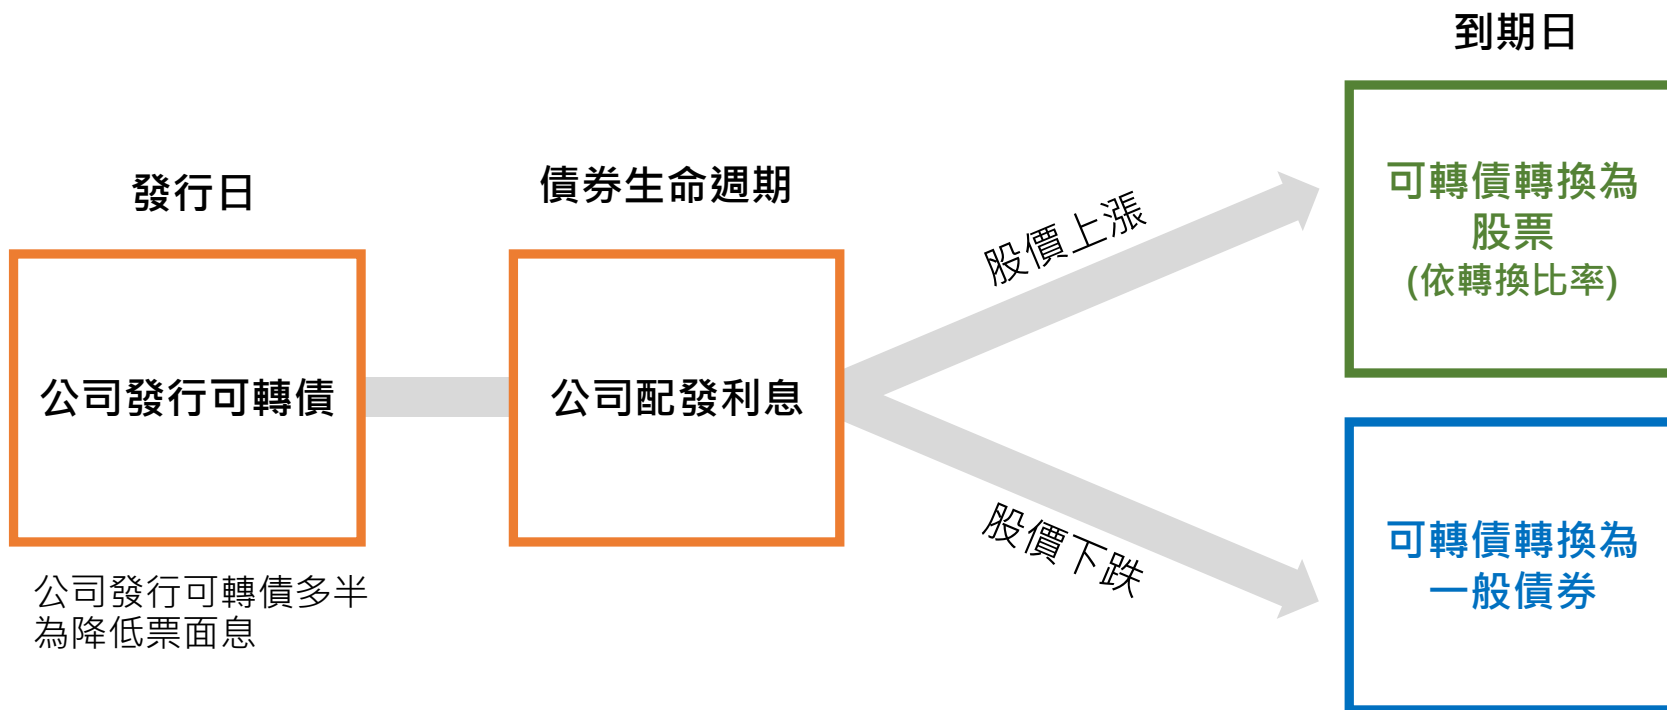 到期日
發行日
債券生命週期
公司發行可轉債
公司配發利息
股價上漲
股價下跌
可轉債轉換為
股票
(依轉換比率)
可轉債轉換為
一般債券
公司發行可轉債多半
為降低票面息